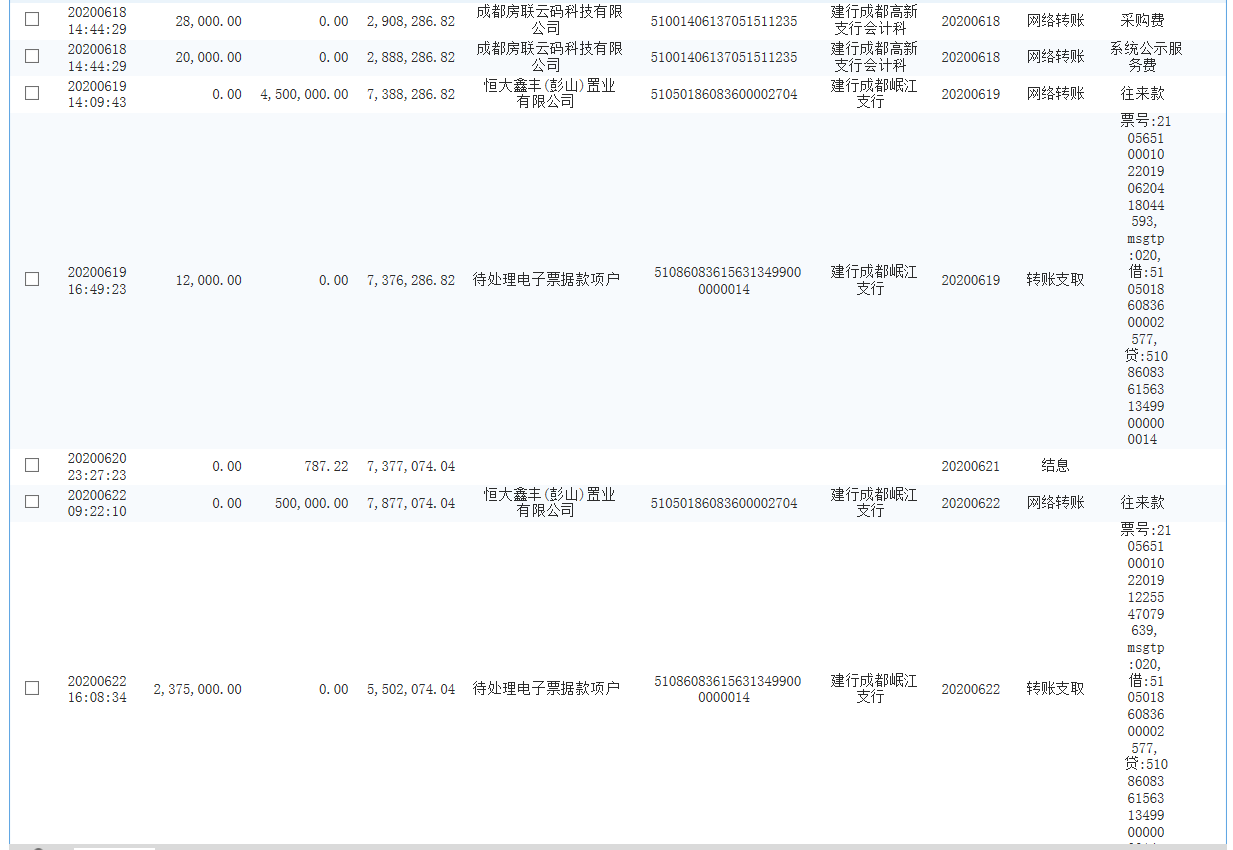 20200618
14:44:29
28,000.00
0.00
2,908,286.82
成都房联云码科技有限
公司
51001406137051511235
建行成都高新
支行会计科
20200618
网络转账
采购费
20200618
14:44:29
20,000.00
0.00
2,888,286.82
成都房联云码科技有限
公司
51001406137051511235
建行成都高新
支行会计科
20200618
网络转账
系统公示服
务费
20200619
14:09:43
0.00
4,500,000.00
7,388,286.82
恒大鑫丰(彭山)置业
有限公司
51050186083600002704
建行成都岷江
支行
20200619
网络转账
往来款
20200619
16:49:23
12,000.00
0.00
7,376,286.82
待处理电子票据款项户
51086083615631349900
0000014
建行成都岷江
支行
20200619
转账支取
票号:21
05651
00010
22019
06204
18044
593,
msgtp
:020,
借:51
05018
60836
00002
577,
贷:510
86083
61563
13499
00000
0014
20200620
23:27:23
0.00
787.22
7,377,074.04
20200621
结息
20200622
09:22:10
0.00
500,000.00
7,877,074.04
恒大鑫丰(彭山)置业
有限公司
51050186083600002704
建行成都岷江
支行
20200622
网络转账
往来款
20200622
16:08:34
2,375,000.00
0.00
5,502,074.04
待处理电子票据款项户
51086083615631349900
0000014
建行成都岷江
支行
20200622
转账支取
票号:21
05651
00010
22019
12255
47079
639,
msgtp
:020,
借:51
05018
60836
00002
577,
贷:510
86083
61563
13499
00000